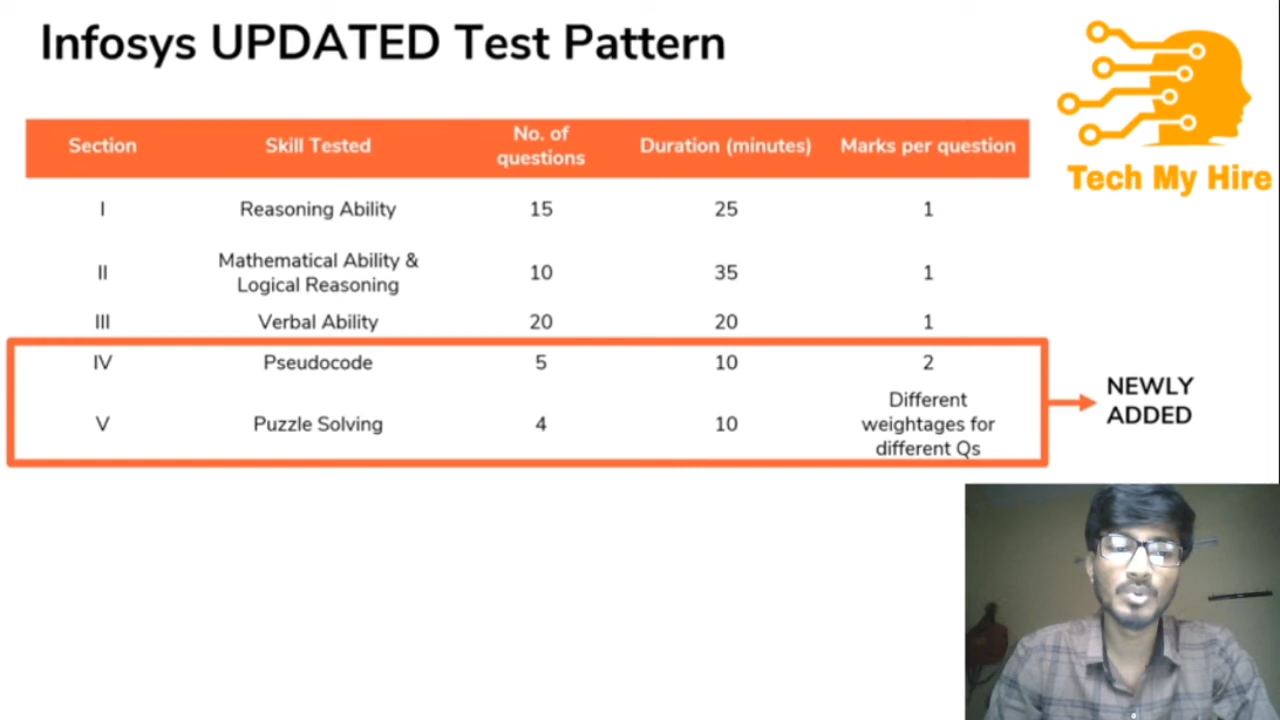 Infosys UPDATED Test Pattern
Tech My Hire
Section Skill Tested No. of questions Duration (minutes) Marks per question
I Reasoning Ability 15 25 1
II Mathematical Ability & Logical Reasoning 10 35 1
III Verbal Ability 20 20 1
IV Pseudocode 5 10 2
V Puzzle Solving 4 10 Different weightages for different Qs
NEWLY
ADDED